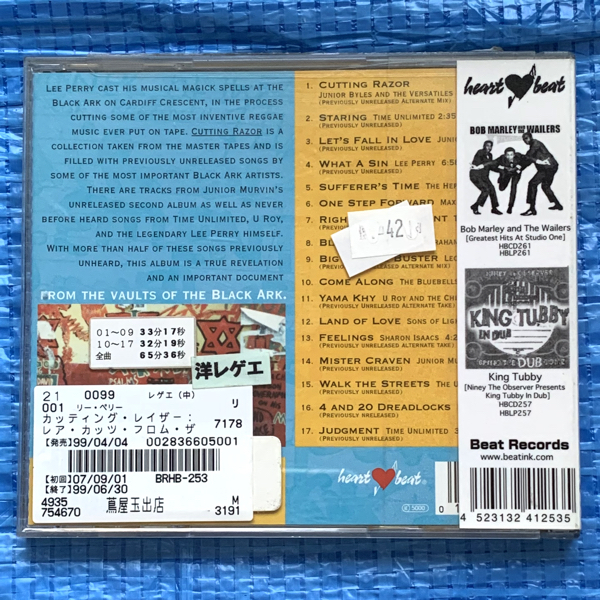 LEE PERRY CAST HIS MUSICAL MAGICK SPELLS AT THE
BLACK ARK ON CARDIFF CRESCENT, IN THE PROCESS
CUTTING SOME OF THE MOST INVENTIVE REGGAE
MUSIC EVER PUT ON TAPE. CUTTING RAZOR IS A
COLLECTION TAKEN FROM THE MASTER TAPES AND IS
FILLED WITH PREVIOUSLY UNRELEASED SONGS BY
SOME OF THE MOST IMPORTANT BLACK ARK ARTISTS.
THERE ARE TRACKS FROM JUNIOR MURVIN'S
UNRELEASED SECOND ALBUM AS WELL AS NEVER
BEFORE HEARD SONGS FROM TIME UNLIMITED, U ROY,
AND THE LEGENDARY LEE PERRY HIMSELF.
WITH MORE THAN HALF OF THESE SONGS PREVIOUSLY
UNHEARD, THIS ALBUM IS A TRUE REVELATION
AND AN IMPORTANT DOCUMENT
FROM THE VAULTS OF THE BLACK ARK.
01~09 33分17秒
10~17 32分19秒
全曲 65分36秒
洋レゲエ
21 0099 レゲエ(中)
001 リー・ペリー リ
カッティング・レイザー:
レア・カッツ・フロム・ザ 7178
【発売】99/04/04 002836605001
【初回】07/09/01 BRHB-253
【終了】99/06/30 M
4935 3191
754670 蔦屋玉出店
1. CUTTING RAZOR
JUNIOR BYLES AND THE VERSATILES
(PREVIOUSLY UNRELEASED ALTERNATE MIX)
2. STARING TIME UNLIMITED 2:35
(PREVIOUSLY UNRELEASED)
3. LET'S FALL IN LOVE
(PREVIOUSLY UNRELEASED)
4. WHAT A SIN LEE PERRY
(PREVIOUSLY UNRELEASED)
5. SUFFERER'S TIME THE
6. ONE STEP FORWARD MAX
7.
42
8.
9. BIG
10. COME ALONG THE BLUEBELLS
11. YAMA KHY U ROY AND THE
(PREVIOUSLY UNRELEASED ALTERNATE TAKE)
12. LAND OF LOVE SONS OF
13. FEELINGS SHARON ISAACS
(PREVIOUSLY UNRELEASED ALTERNATE TAKE)
14. MISTER CRAVEN JUNIOR
(PREVIOUSLY UNRELEASED)
15. WALK THE STREETS THE
(PREVIOUSLY UNRELEASED)
16. 4 AND 20 DREADLOCKS
(PREVIOUSLY UNRELEASED)
17. JUDGMENT TIME UNLIMITED
(PREVIOUSLY UNRELEASED)
heart beat
heart beat
BOB MARLEY AND THE WAILERS
Bob Marley and The Wailers
[Greatest Hits At Studio One]
HBCD261
HBLP261
KING TUBBY
IN DUB
DUB
King Tubby
[Niney The Observer Presents
King Tubby In Dub]
HBCD257
HBLP257
Beat Records
www.beatink.com
4 523132 412535